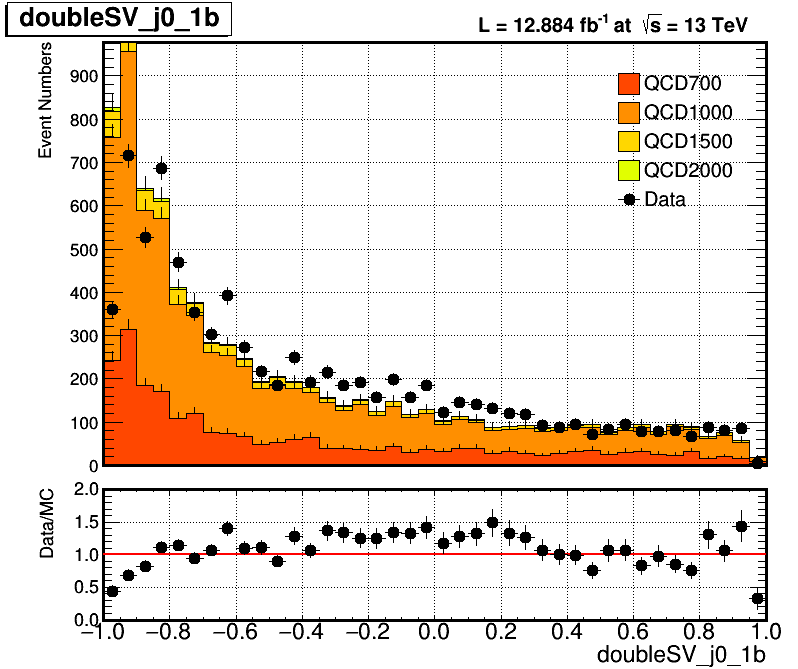 doubleSV_j0_1b
L = 12.884 fb-1 at √s = 13 TeV
Event Numbers
900
800
700
600
500
400
300
200
100
0
QCD700
QCD1000
QCD1500
QCD2000
Data
Data/MC
2.0
1.5
1.0
0.5
0.0
−1.0 −0.8 −0.6 −0.4 −0.2 0.0 0.2 0.4 0.6 0.8 1.0
doubleSV_j0_1b